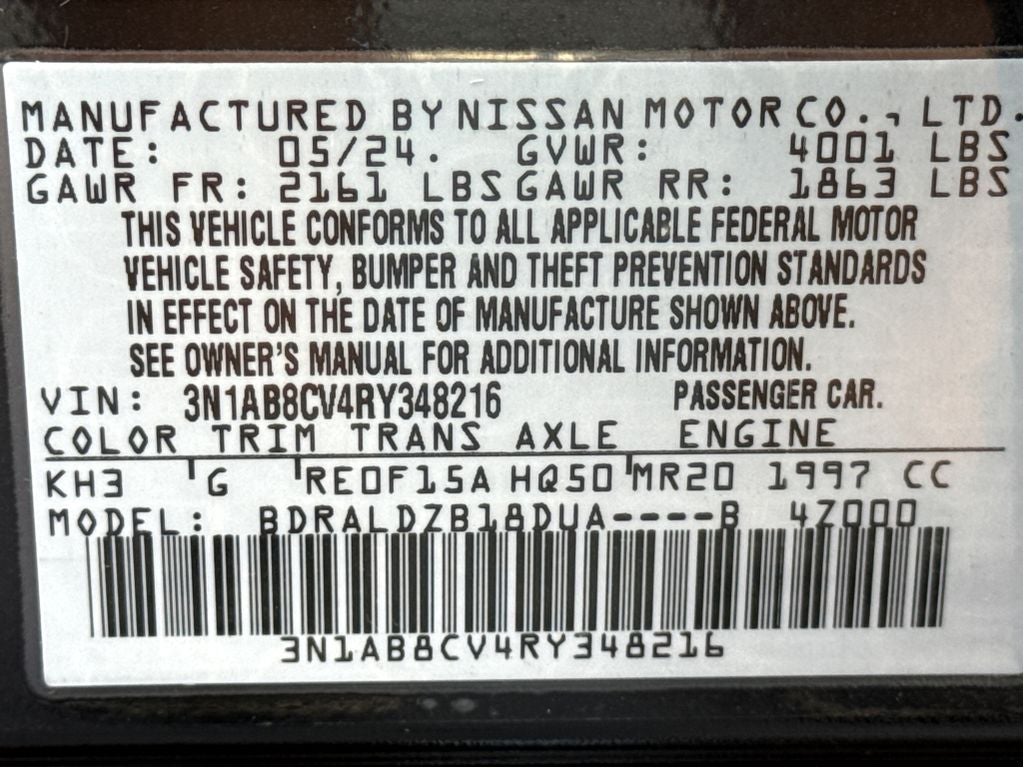 MANUFACTURED BY NISSAN MOTOR CO., LTD.
DATE: 05/24. GVWR: 4001 LBS
GAWR FR: 2161 LBS GAWR RR: 1863 LBS
THIS VEHICLE CONFORMS TO ALL APPLICABLE FEDERAL MOTOR
VEHICLE SAFETY, BUMPER AND THEFT PREVENTION STANDARDS
IN EFFECT ON THE DATE OF MANUFACTURE SHOWN ABOVE.
SEE OWNER'S MANUAL FOR ADDITIONAL INFORMATION.
VIN: 3N1AB8CV4RY348216 PASSENGER CAR.
COLOR TRIM TRANS AXLE ENGINE
KH3 G RE0F15A HQ50 MR20 1997 CC
MODEL: BDRALDZB18DUA----B 4Z000
3N1AB8CV4RY348216